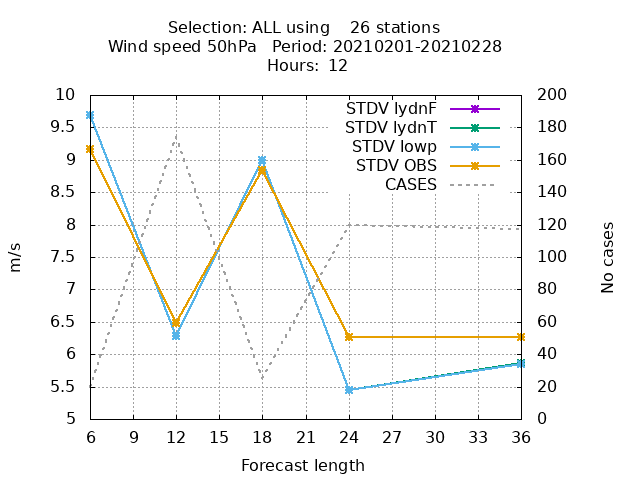 Selection: ALL using    26 stations
Wind speed 50hPa   Period: 20210201-20210228
Hours:  12
STDV lydnF
STDV lydnT
STDV lowp
STDV OBS
CASES
m/s
10
9.5
9
8.5
8
7.5
7
6.5
6
5.5
5
200
180
160
140
120
100
80
60
40
20
0
No cases
6 9 12 15 18 21 24 27 30 33 36
Forecast length